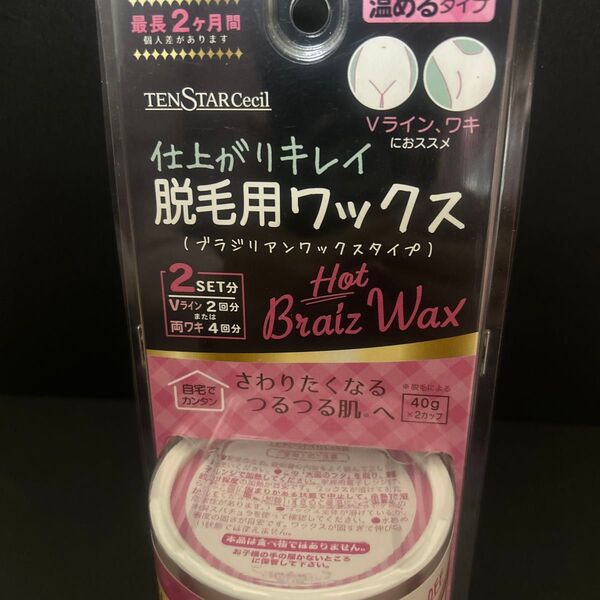 最長2ヶ月間
個人差があります
温めるタイプ
TENSTAR Cecil
Vライン、ワキ
におススメ
仕上がりキレイ
脱毛用ワックス
(ブラジリアンワックスタイプ)
2SET分
Vライン2回分
または
両ワキ4回分
Hot
Braiz Wax
自宅で
カンタン
さわりたくなる
つるつる肌※へ
※脱毛による
40g
×2カップ
TENSTAR Cecil
本品は食べ物ではありません。
お子様の手の届かないところ
に保管して下さい。